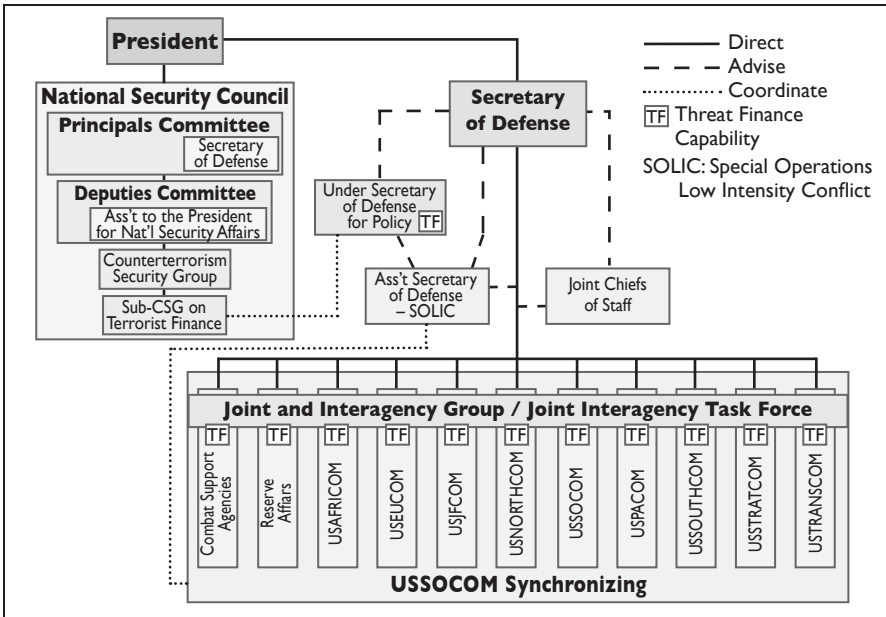 President
National Security Council
Principals Committee
Secretary
of Defense
Deputies Committee
Ass't to the President
for Nat'l Security Affairs
Counterterrorism
Security Group
Sub-CSG on
Terrorist Finance
Secretary
of Defense
Under Secretary
of Defense
for Policy TF
Ass't Secretary
of Defense
– SOLIC
Joint Chiefs
of Staff
Direct
Advise
Coordinate
TF Threat Finance
Capability
SOLIC: Special Operations
Low Intensity Conflict
Joint and Interagency Group / Joint Interagency Task Force
TF TF TF TF TF TF TF TF TF TF TF
Combat Support
Agencies
Reserve
Affiars
USAFRICOM
USEUCOM
USJFCOM
USNORTHCOM
USSOCOM
USPACOM
USSOUTHCOM
USSTRATCOM
USTRANSCOM
USSOCOM Synchronizing